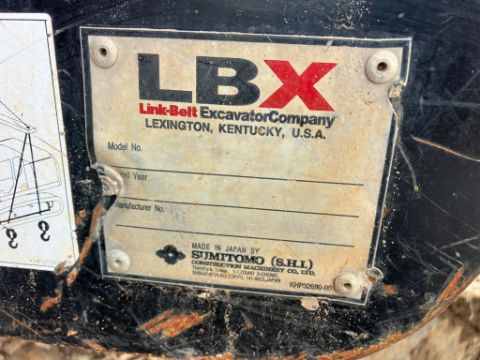 LBX
Link-Belt ExcavatorCompany
LEXINGTON, KENTUCKY, U.S.A.
Model No.
Year
Manufacturer No.
MADE IN JAPAN BY
SUMITOMO (S.H.I.)
CONSTRUCTION MACHINERY CO., LTD.
KHP32690-00